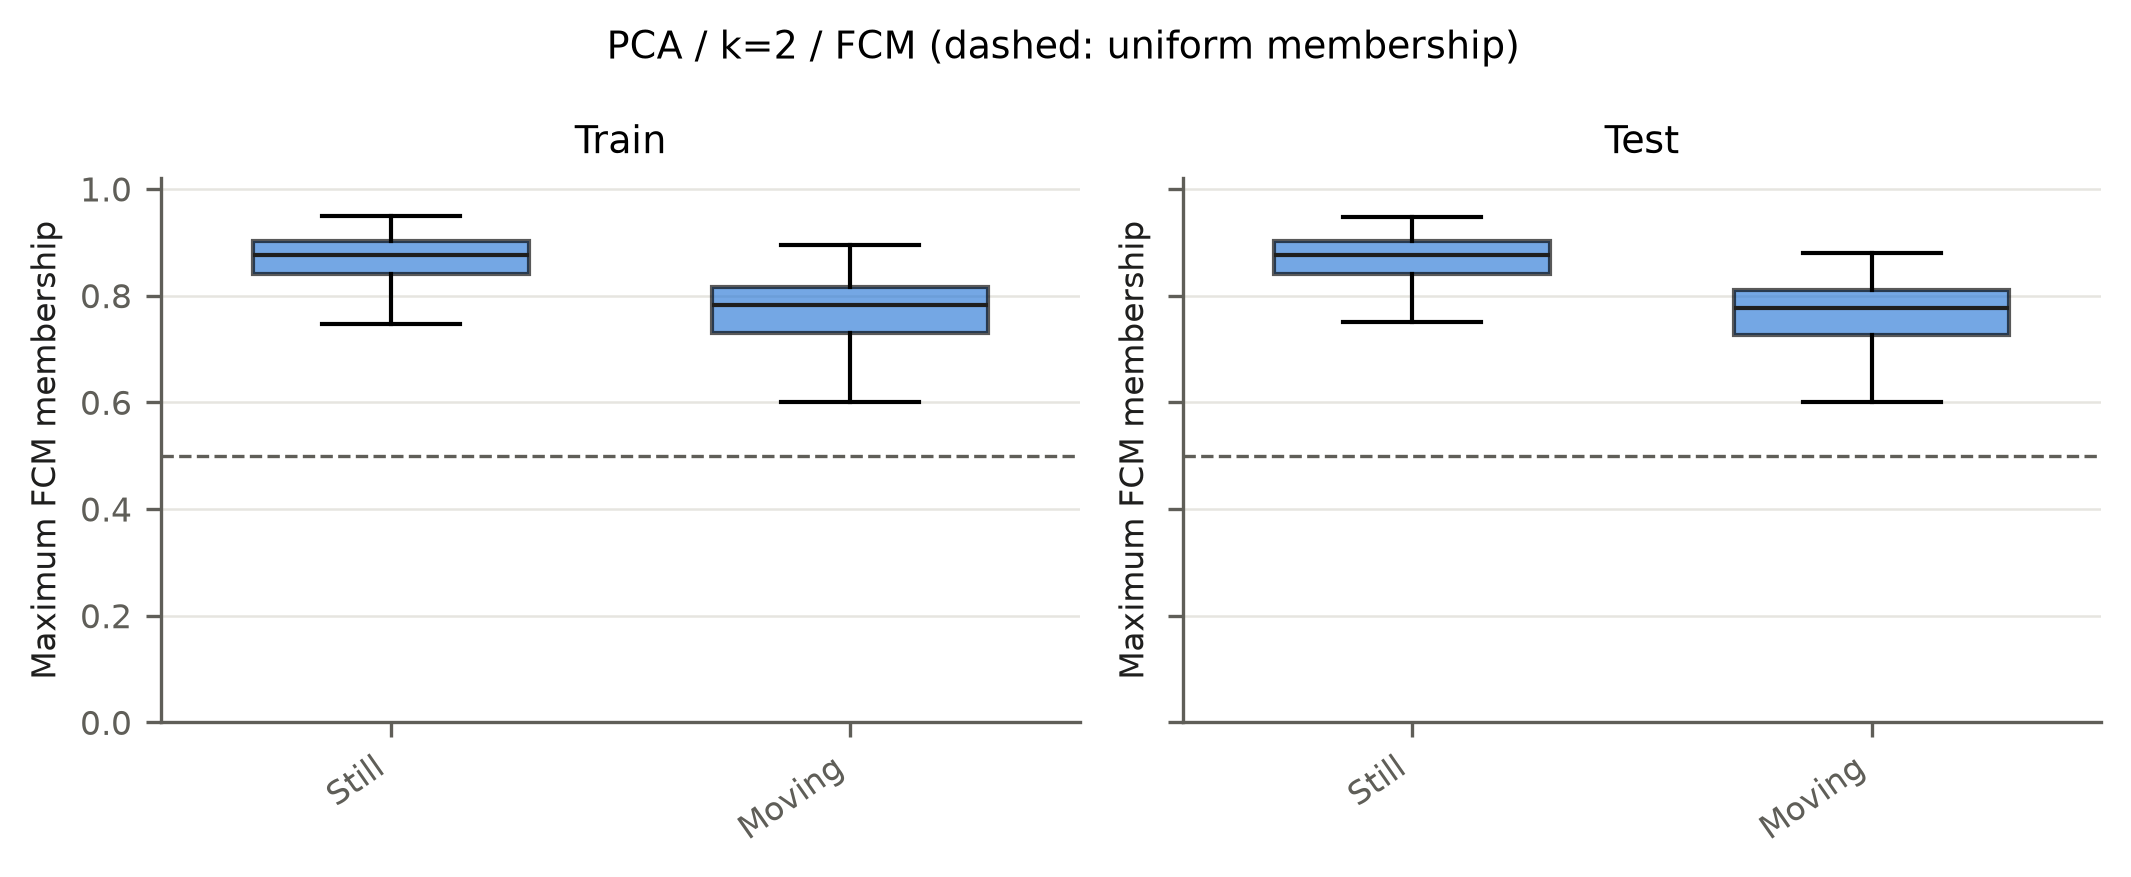 PCA / k=2 / FCM (dashed: uniform membership)
Train
Maximum FCM membership
1.0
0.8
0.6
0.4
0.2
0.0
Still
Moving
Test
Maximum FCM membership
Still
Moving